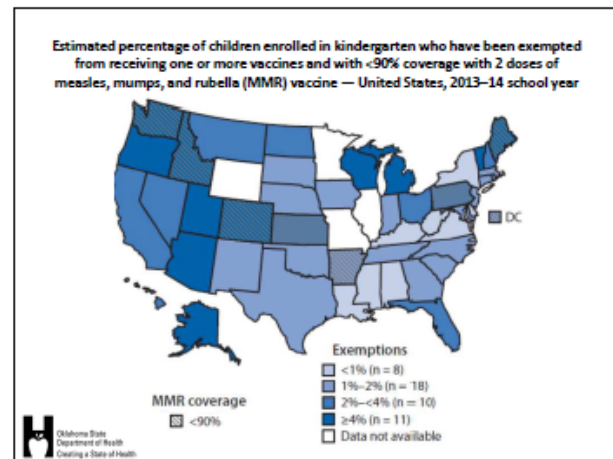 Estimated percentage of children enrolled in kindergarten who have been exempted
from receiving one or more vaccines and with <90% coverage with 2 doses of
measles, mumps, and rubella (MMR) vaccine — United States, 2013–14 school year
DC
Exemptions
<1% (n = 8)
1%–2% (n = 18)
2%–<4% (n = 10)
≥4% (n = 11)
Data not available
MMR coverage
<90%
Oklahoma State
Department of Health
Creating a State of Health